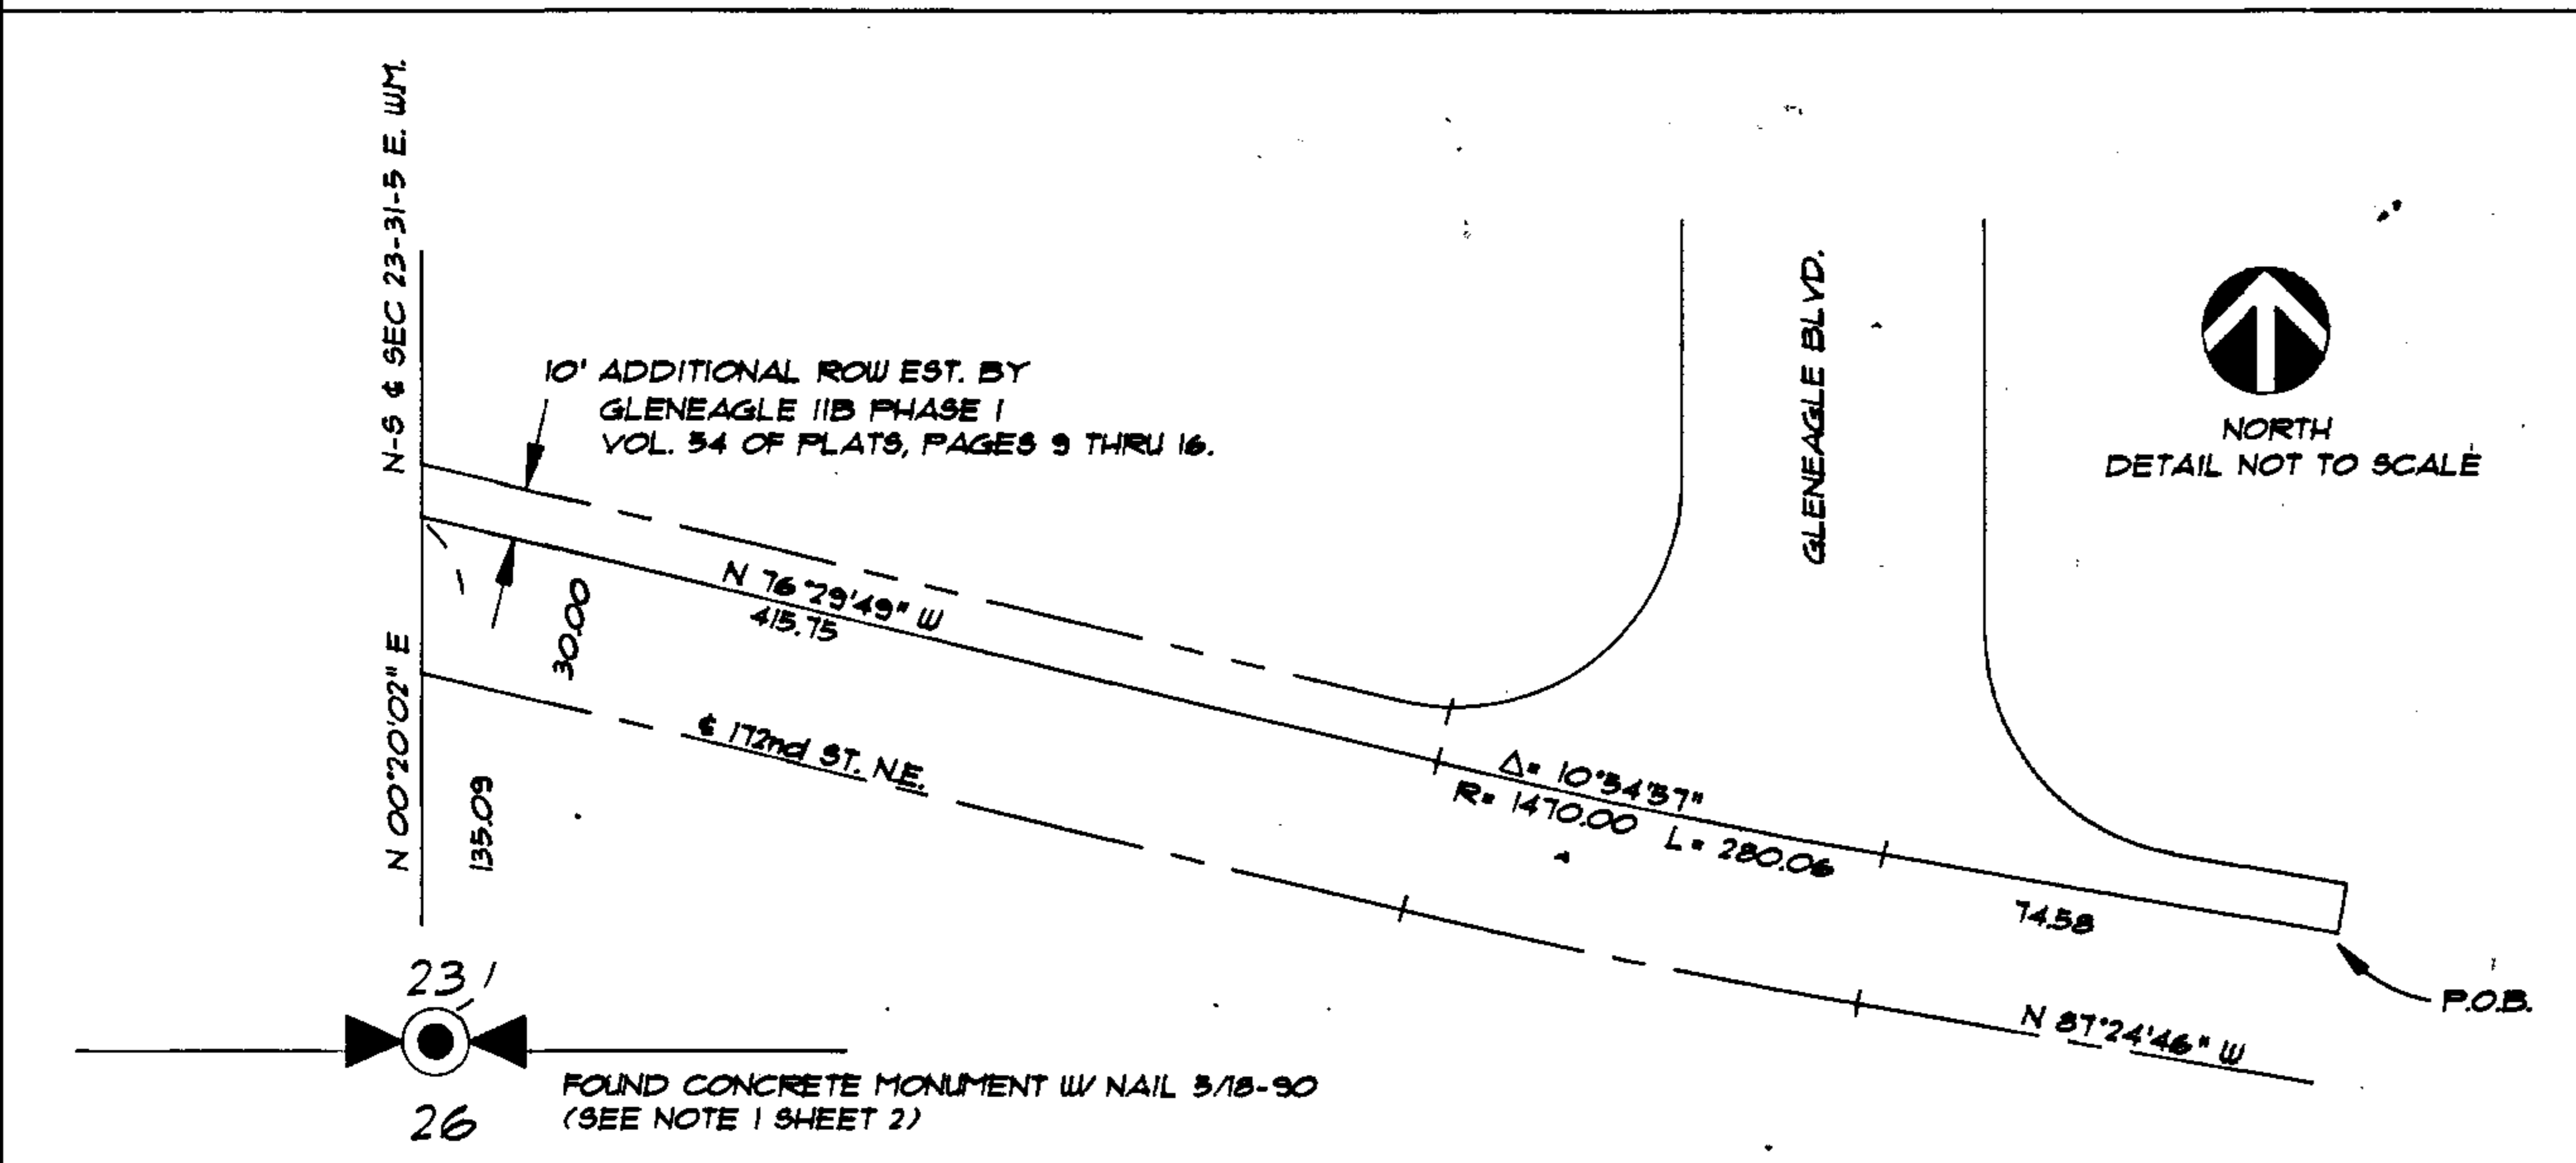 N-S ℄ SEC 23-31-5 E. WM.
10' ADDITIONAL ROW EST. BY
GLENEAGLE IIB PHASE I
VOL. 54 OF PLATS, PAGES 9 THRU 16.
GLENEAGLE BLVD.
NORTH
DETAIL NOT TO SCALE
N 76°29'49" W
415.75
30.00
N 00°20'02" E
135.09
℄ 172nd ST. N.E.
Δ= 10°54'57"
R= 1470.00 L= 280.06
74.58
P.O.B.
N 87°24'46" W
23
26
FOUND CONCRETE MONUMENT W/ NAIL 3/18-90
(SEE NOTE 1 SHEET 2)